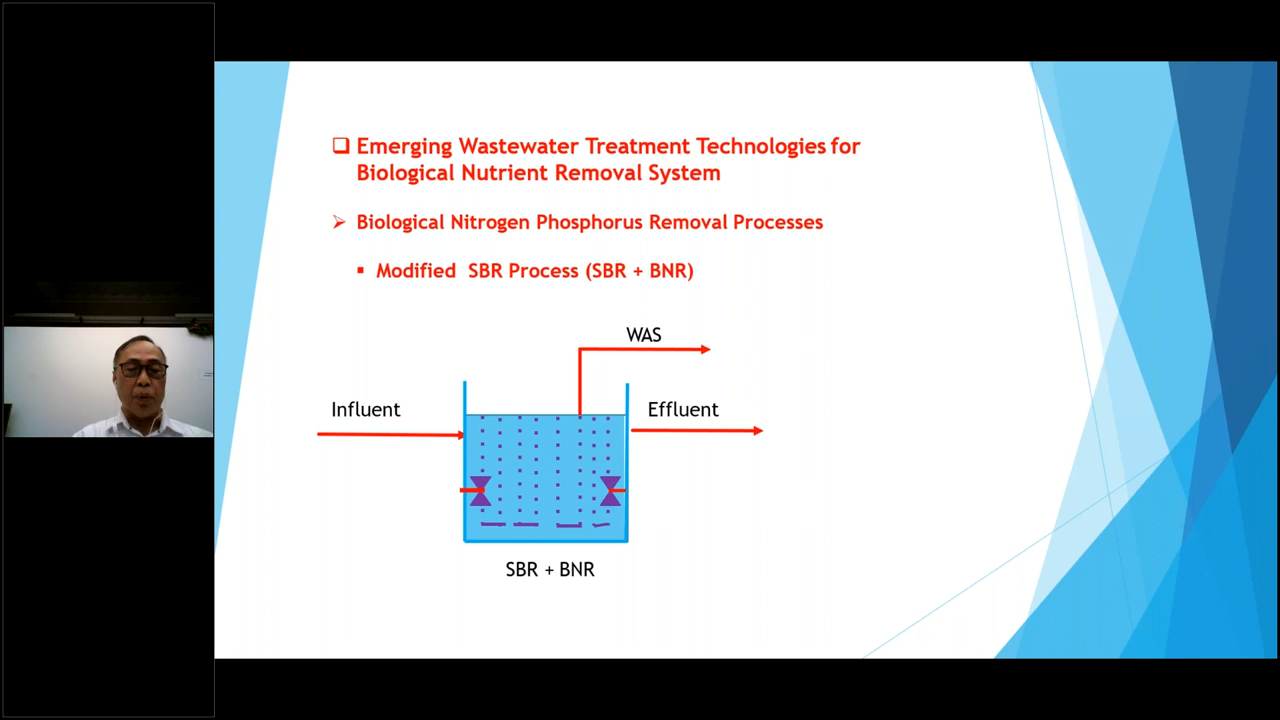 Emerging Wastewater Treatment Technologies for
Biological Nutrient Removal System
Biological Nitrogen Phosphorus Removal Processes
Modified SBR Process (SBR + BNR)
WAS
Influent
Effluent
SBR + BNR